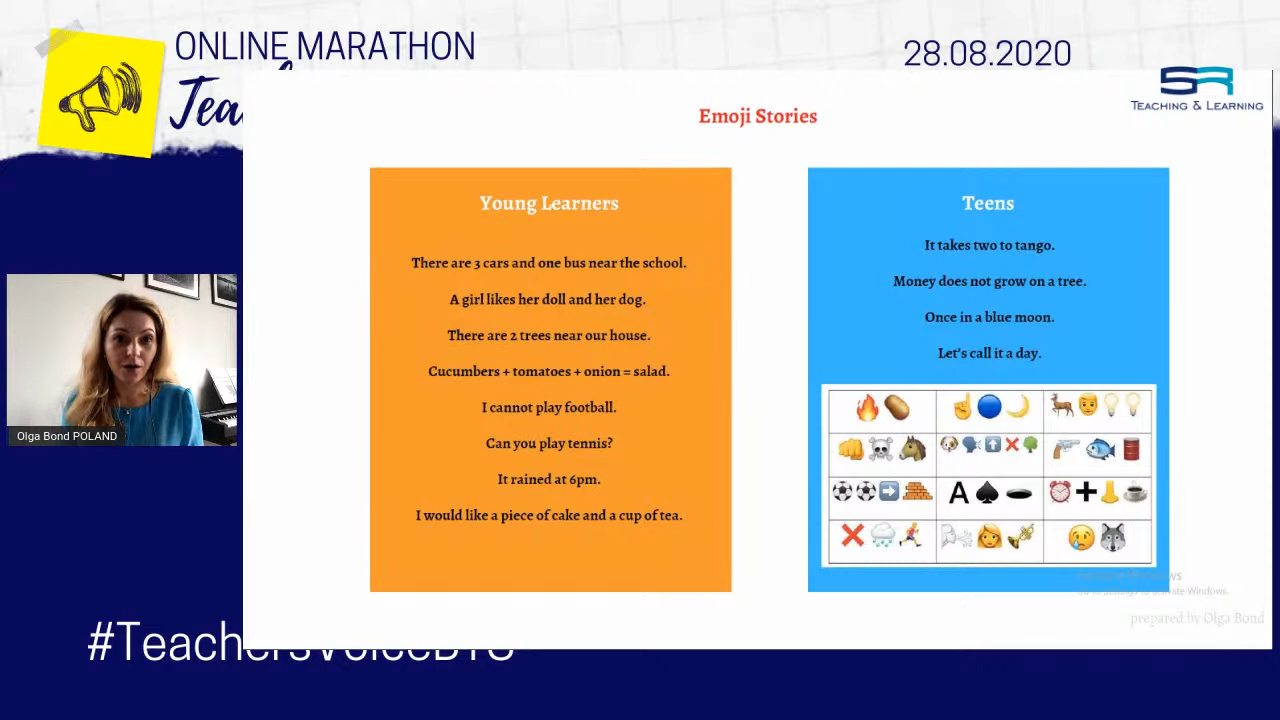 ONLINE MARATHON
28.08.2020
SR
TEACHING & LEARNING
Emoji Stories
Young Learners
There are 3 cars and one bus near the school.
A girl likes her doll and her dog.
There are 2 trees near our house.
Cucumbers + tomatoes + onion = salad.
I cannot play football.
Can you play tennis?
It rained at 6pm.
I would like a piece of cake and a cup of tea.
Teens
It takes two to tango.
Money does not grow on a tree.
Once in a blue moon.
Let's call it a day.
A
Olga Bond POLAND
prepared by Olga Bond